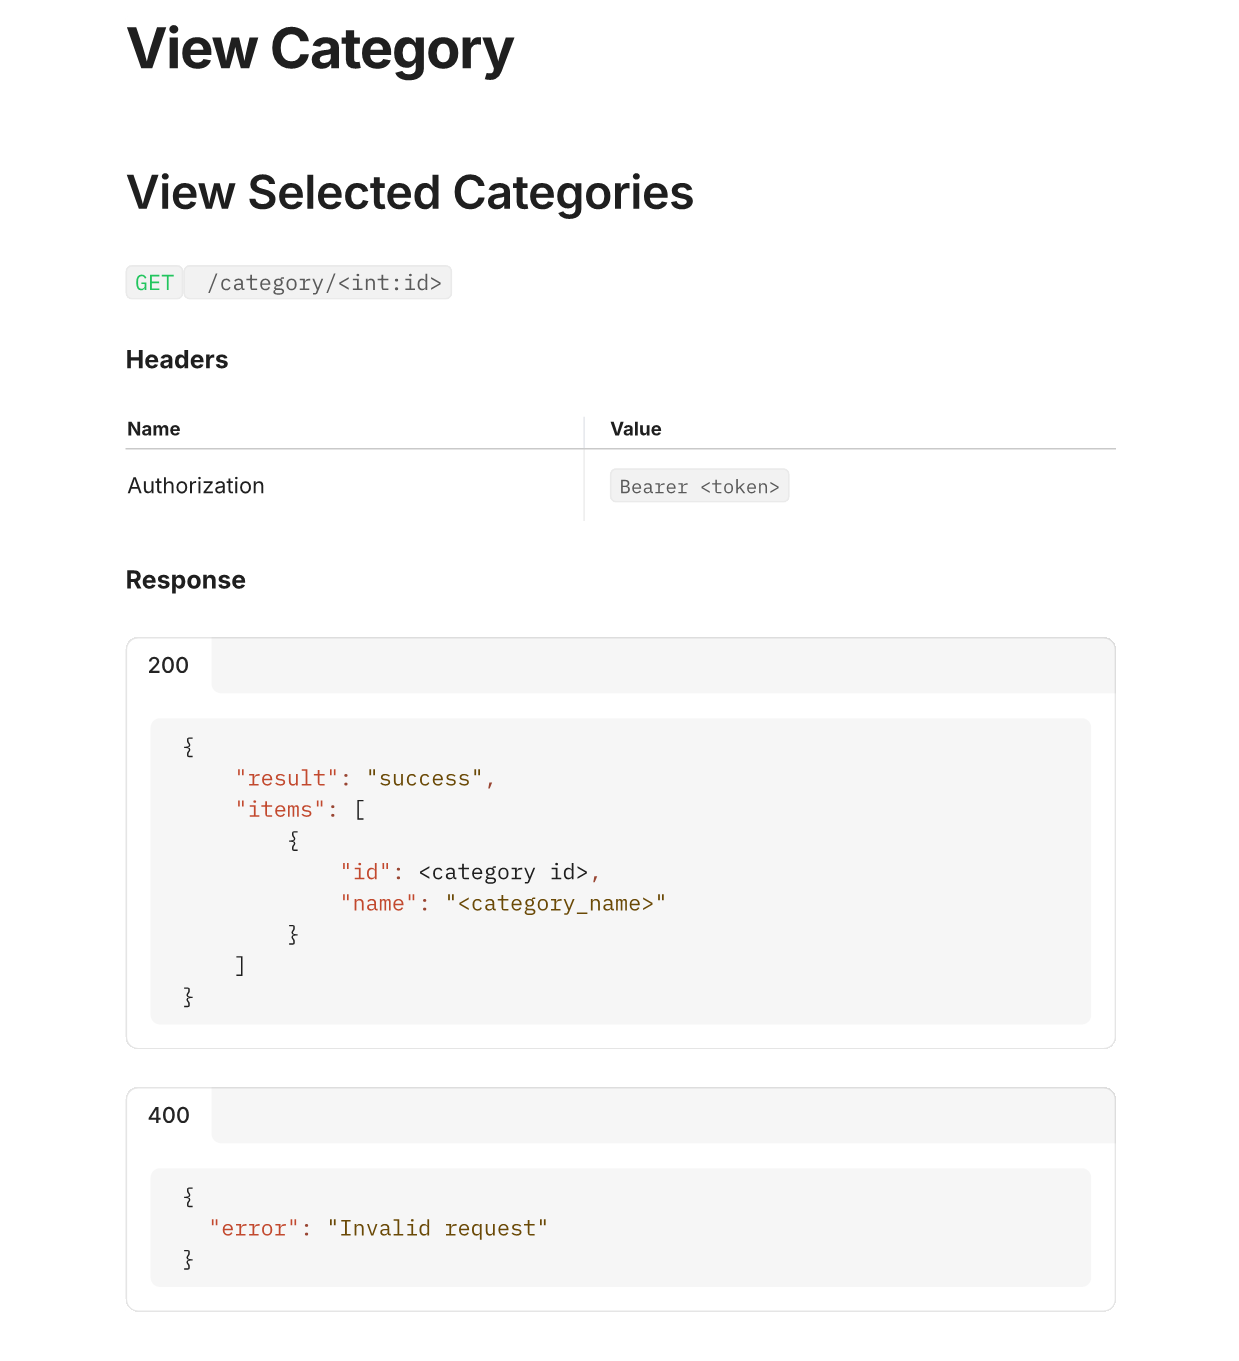 View Category
View Selected Categories
GET /category/<int:id>
Headers
Name Value
Authorization Bearer <token>
Response
200
{
    "result": "success",
    "items": [
        {
            "id": <category id>,
            "name": "<category_name>"
        }
    ]
}
400
{
  "error": "Invalid request"
}